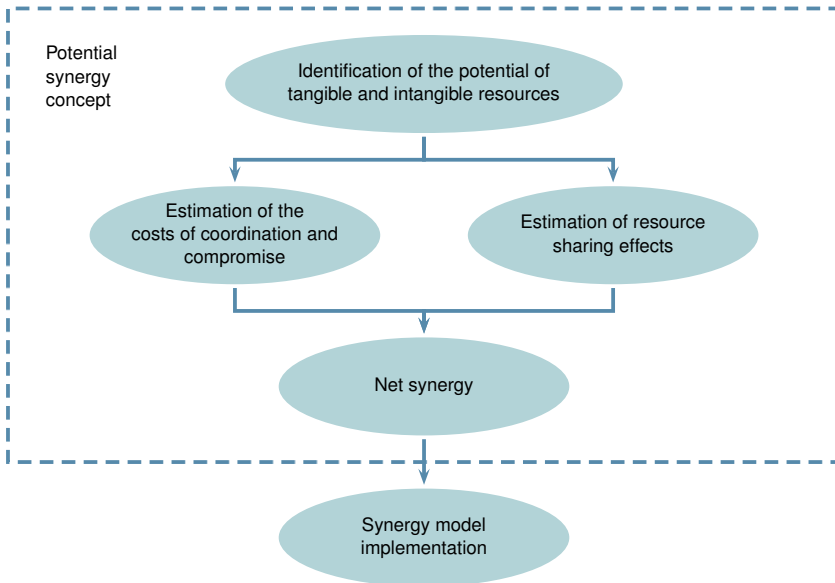 Potential
synergy
concept
Identification of the potential of
tangible and intangible resources
Estimation of the
costs of coordination and
compromise
Estimation of resource
sharing effects
Net synergy
Synergy model
implementation